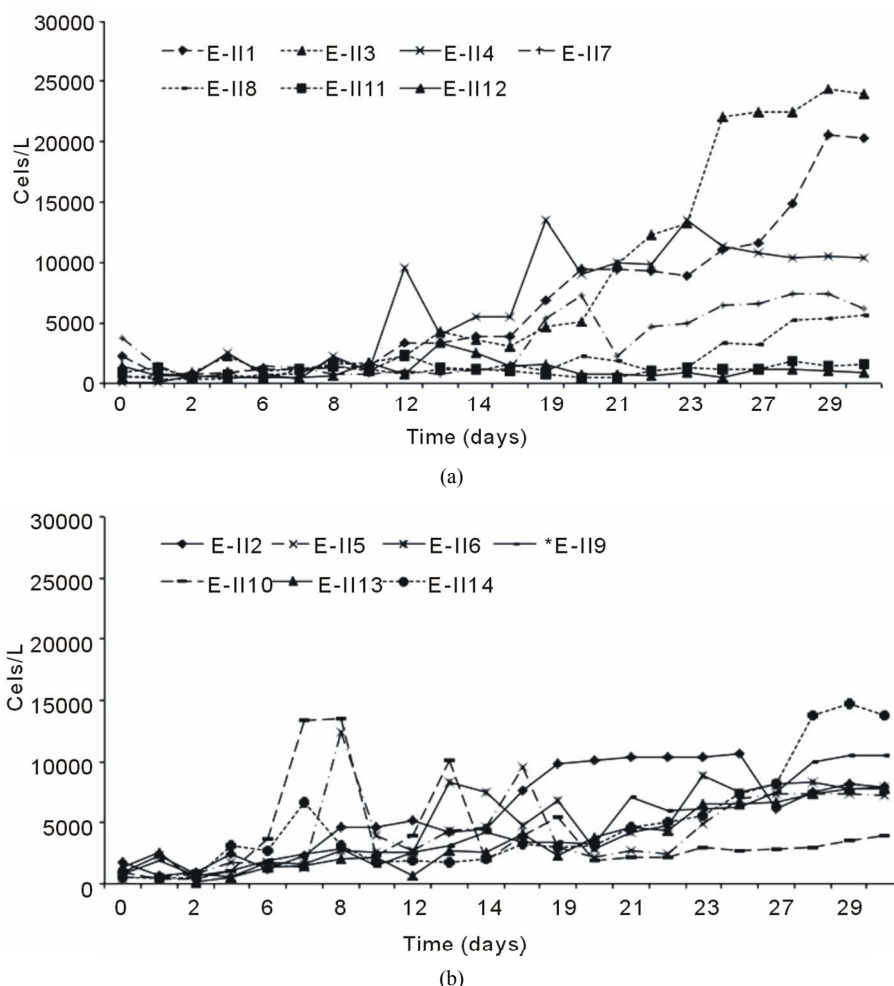 30000
25000
20000
15000
10000
5000
0
Cels/L
E-II1 E-II3 E-II4 E-II7
E-II8 E-II11 E-II12
0 2 4 6 8 12 14 19 21 23 27 29
Time (days)
(a)
30000
25000
20000
15000
10000
5000
0
Cels/L
E-II2 E-II5 E-II6 *E-II9
E-II10 E-II13 E-II14
0 2 6 8 12 14 19 21 23 27 29
Time (days)
(b)